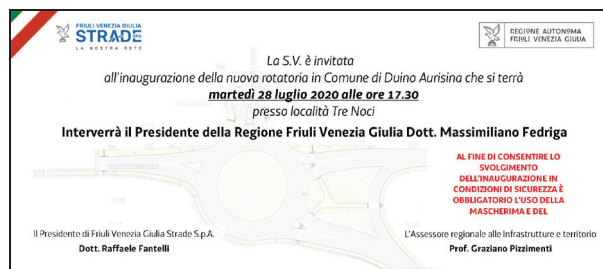 FRIULI VENEZIA GIULIA
STRADE
LA NOSTRA RETE
REGIONE AUTONOMA
FRIULI VENEZIA GIULIA
La S.V. è invitata
all'inaugurazione della nuova rotatoria in Comune di Duino Aurisina che si terrà
martedì 28 luglio 2020 alle ore 17.30
presso località Tre Noci
Interverrà il Presidente della Regione Friuli Venezia Giulia Dott. Massimiliano Fedriga
AL FINE DI CONSENTIRE LO
SVOLGIMENTO
DELL'INAUGURAZIONE IN
CONDIZIONI DI SICUREZZA È
OBBLIGATORIO L'USO DELLA
MASCHERINA E DEL
Il Presidente di Friuli Venezia Giulia Strade S.p.A.
Dott. Raffaele Fantelli
L'Assessore regionale alle Infrastrutture e territorio
Prof. Graziano Pizzimenti